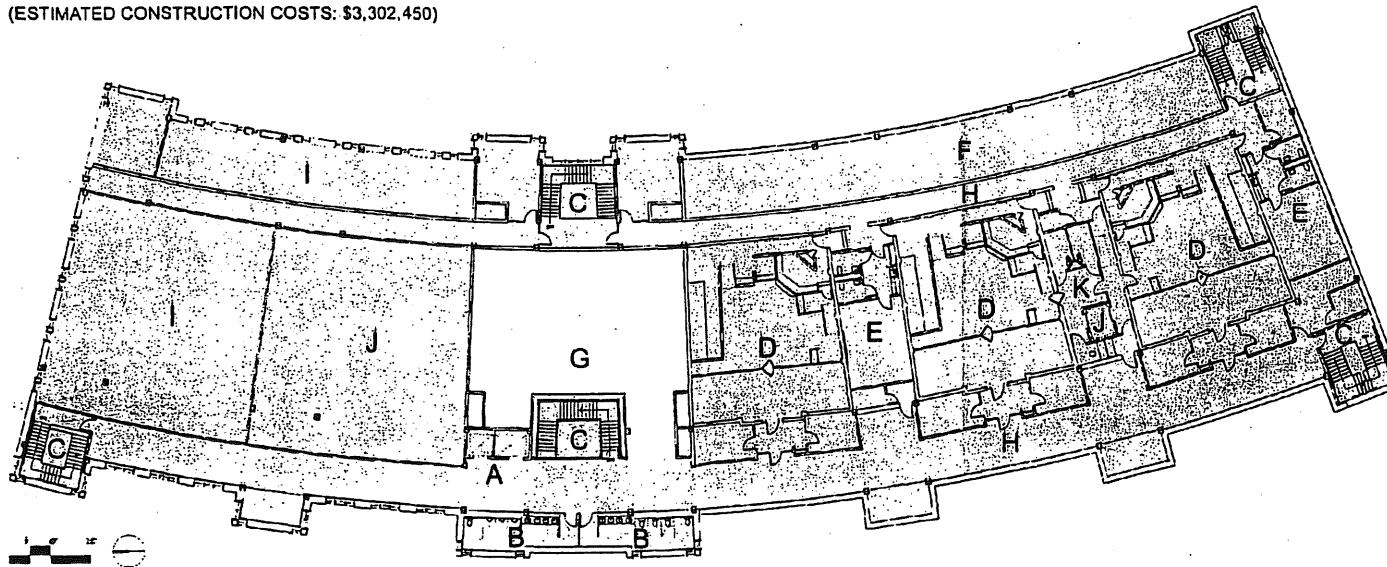 (ESTIMATED CONSTRUCTION COSTS: $3,302,450)
C
I
F
C
H
E
D
K
J
I
J
G
D
E
D
C
C
C
A
H
B
B